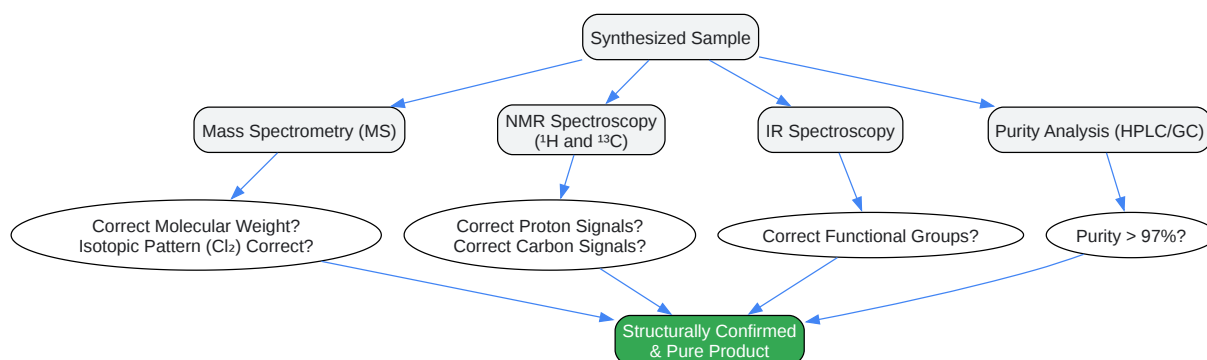 Synthesized Sample
Mass Spectrometry (MS)
NMR Spectroscopy
(¹H and ¹³C)
IR Spectroscopy
Purity Analysis (HPLC/GC)
Correct Molecular Weight?
Isotopic Pattern (Cl₂) Correct?
Correct Proton Signals?
Correct Carbon Signals?
Correct Functional Groups?
Purity > 97%?
Structurally Confirmed
& Pure Product